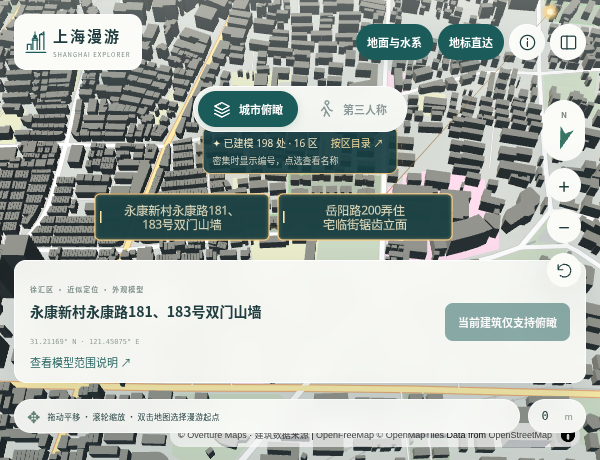 上海漫游
SHANGHAI EXPLORER
地面与水系
地标直达
城市俯瞰
第三人称
N
✦ 已建模 198 处 · 16 区 按区目录 ↗
密集时显示编号，点选查看名称
永康新村永康路181、
183号双门山墙
岳阳路200弄住
宅临街锯齿立面
+
−
徐汇区 · 近似定位 · 外观模型
永康新村永康路181、183号双门山墙
当前建筑仅支持俯瞰
31.21169° N · 121.45075° E
查看模型范围说明 ↗
拖动平移 · 滚轮缩放 · 双击地图选择漫游起点
0 m
© Overture Maps · 建筑数据来源 | OpenFreeMap © OpenMapTiles Data from OpenStreetMap